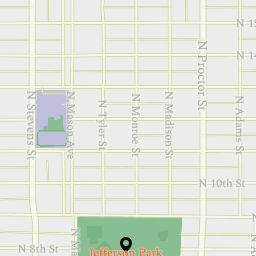 N 15
N 14
N Stevens St
N Mason Ave
N Tyler St
N Monroe St
N Madison St
N Proctor St
N Adams St
N 10th St
N Ma
Jefferson Park
N 8th St